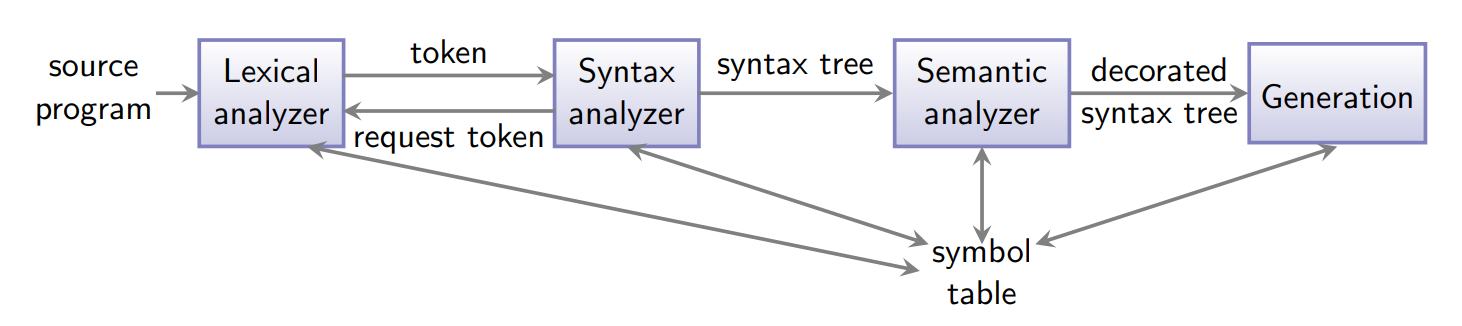 source
program
Lexical
analyzer
token
request token
Syntax
analyzer
syntax tree
Semantic
analyzer
decorated
syntax tree
Generation
symbol
table